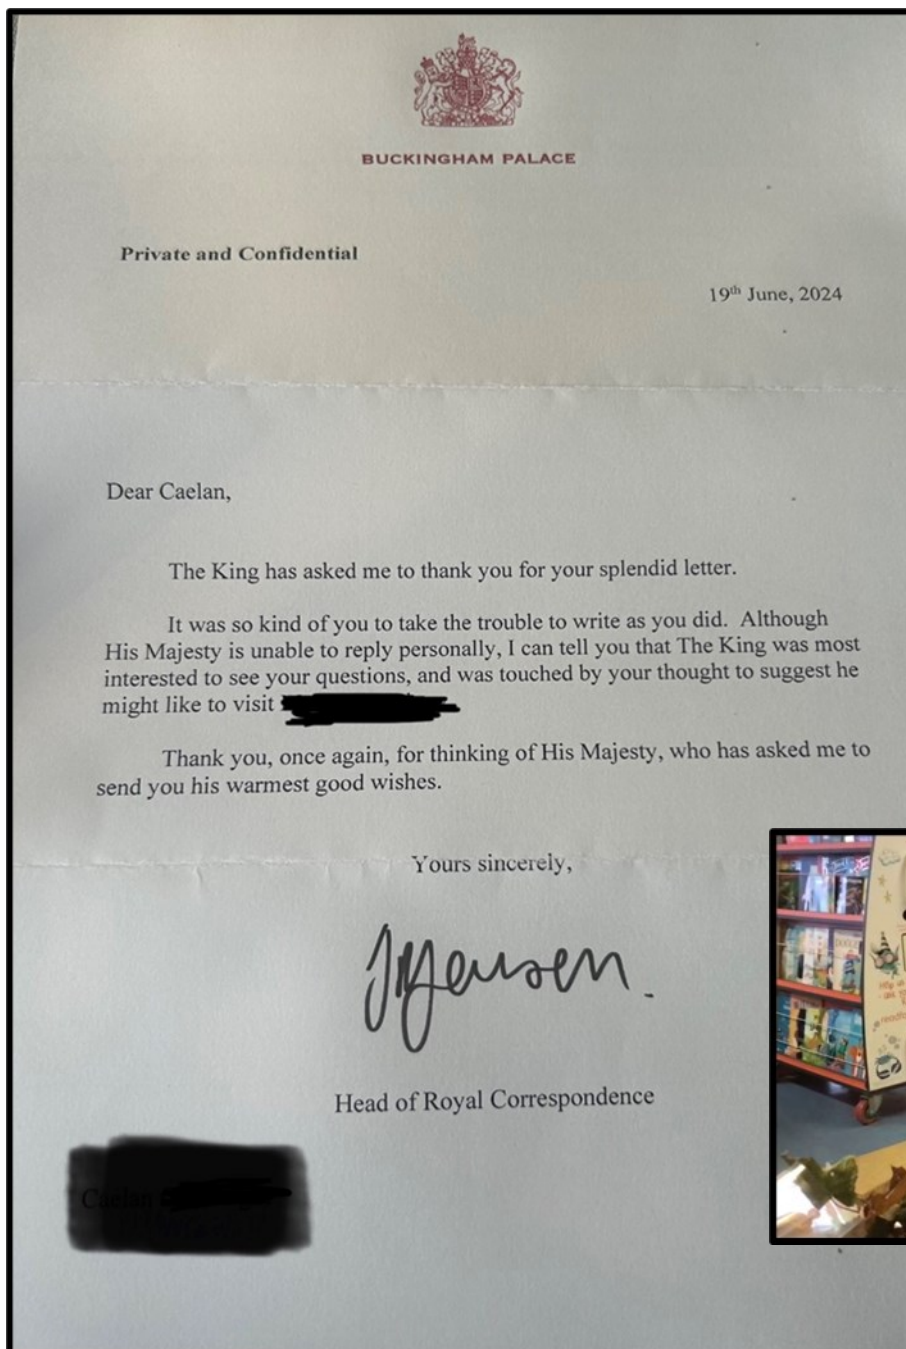 BUCKINGHAM PALACE
Private and Confidential
19th June, 2024
Dear Caelan,
The King has asked me to thank you for your splendid letter.
It was so kind of you to take the trouble to write as you did. Although
His Majesty is unable to reply personally, I can tell you that The King was most
interested to see your questions, and was touched by your thought to suggest he
might like to visit
Thank you, once again, for thinking of His Majesty, who has asked me to
send you his warmest good wishes.
Yours sincerely,
Head of Royal Correspondence
Caelan